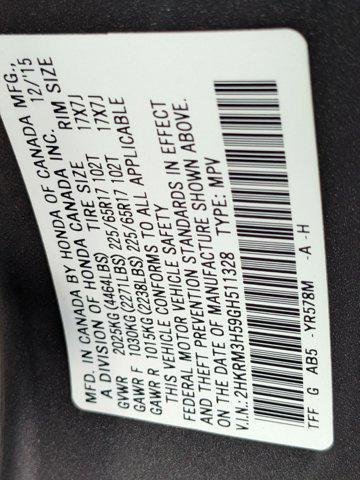 MFD. IN CANADA BY HONDA OF CANADA MFG.,
A DIVISION OF HONDA CANADA INC. 12/'15
TIRE SIZE RIM SIZE
GVWR 2025KG(4464LBS) 225/65R17 102T 17X7J
GAWR F 1030KG(2271LBS) 225/65R17 102T 17X7J
GAWR R 1015KG(2238LBS)
THIS VEHICLE CONFORMS TO ALL APPLICABLE
FEDERAL MOTOR VEHICLE SAFETY
AND THEFT PREVENTION STANDARDS IN EFFECT
ON THE DATE OF MANUFACTURE SHOWN ABOVE.
V.I.N.:2HKRM3H59GH511328 TYPE: MPV
TFF G AB5 -YR578M -A -H